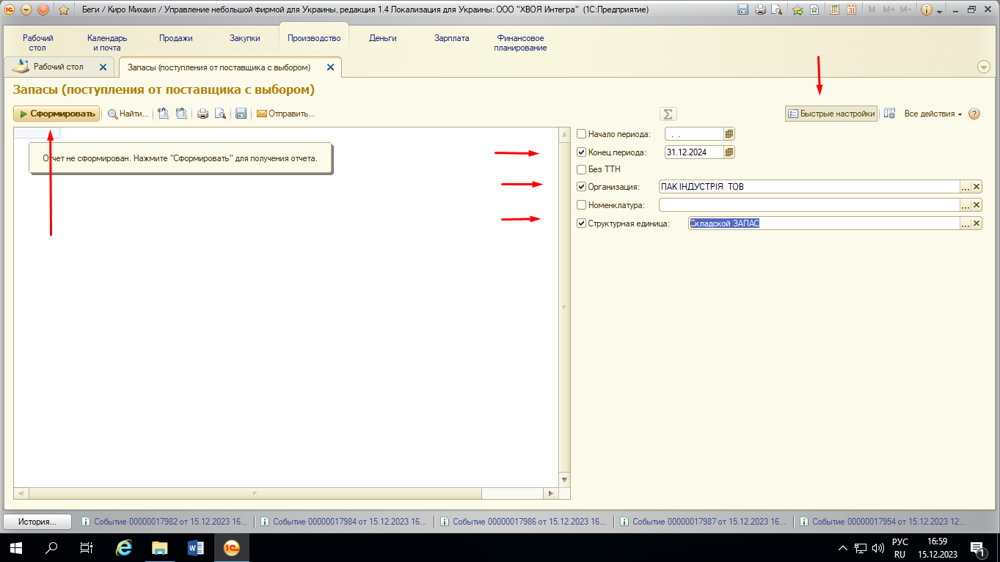 Беги / Киро Михаил / Управление небольшой фирмой для Украины, редакция 1.4 Локализация для Украины: ООО "ХВОЯ Интегра" (1С:Предприятие)
M M+ M-
Рабочий стол
Календарь и почта
Продажи
Закупки
Производство
Деньги
Зарплата
Финансовое планирование
Рабочий стол
Запасы (поступления от поставщика с выбором)
Запасы (поступления от поставщика с выбором)
Сформировать
Найти...
Отправить...
Σ
Быстрые настройки
Все действия
?
Отчет не сформирован. Нажмите "Сформировать" для получения отчета.
Начало периода: . .
Конец периода: 31.12.2024
Без ТТН
Организация: ПАК ІНДУСТРІЯ ТОВ ...
Номенклатура: ...
Структурная единица: Складской ЗАПАС ...
История...
Событие 00000017982 от 15.12.2023 16...
Событие 00000017984 от 15.12.2023 16...
Событие 00000017986 от 15.12.2023 16...
Событие 00000017987 от 15.12.2023 16...
Событие 00000017954 от 15.12.2023 12...
РУС
RU
16:59
15.12.2023
1